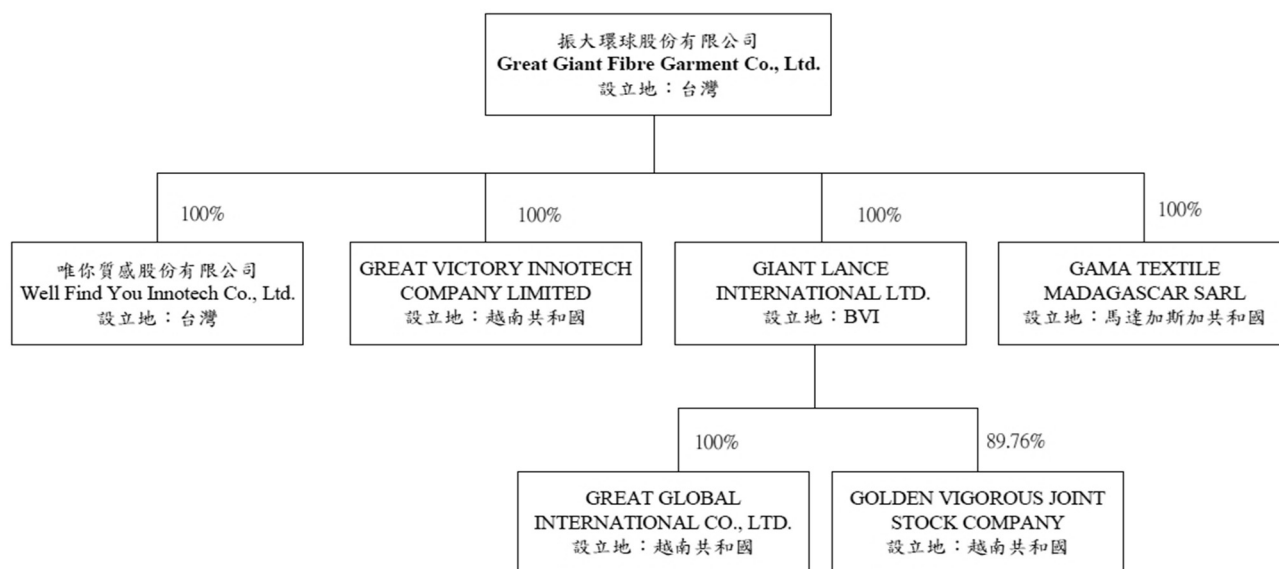 振大環球股份有限公司
Great Giant Fibre Garment Co., Ltd.
設立地：台灣
100%
100%
100%
100%
唯你質感股份有限公司
Well Find You Innotech Co., Ltd.
設立地：台灣
GREAT VICTORY INNOTECH
COMPANY LIMITED
設立地：越南共和國
GIANT LANCE
INTERNATIONAL LTD.
設立地：BVI
GAMA TEXTILE
MADAGASCAR SARL
設立地：馬達加斯加共和國
100%
89.76%
GREAT GLOBAL
INTERNATIONAL CO., LTD.
設立地：越南共和國
GOLDEN VIGOROUS JOINT
STOCK COMPANY
設立地：越南共和國